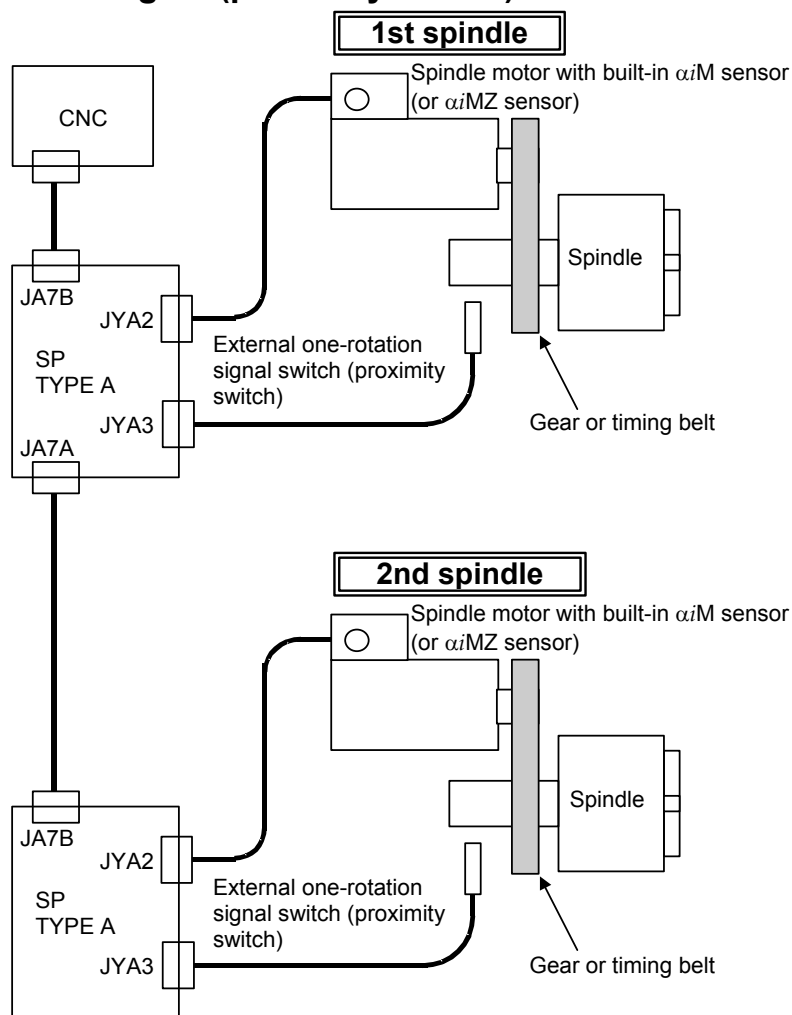 1st spindle
Spindle motor with built-in αiM sensor
(or αiMZ sensor)
CNC
Spindle
JA7B
JYA2
External one-rotation
signal switch (proximity
switch)
SP
TYPE A
JYA3
Gear or timing belt
JA7A
2nd spindle
Spindle motor with built-in αiM sensor
(or αiMZ sensor)
Spindle
JA7B
JYA2
External one-rotation
signal switch (proximity
switch)
SP
TYPE A
JYA3
Gear or timing belt